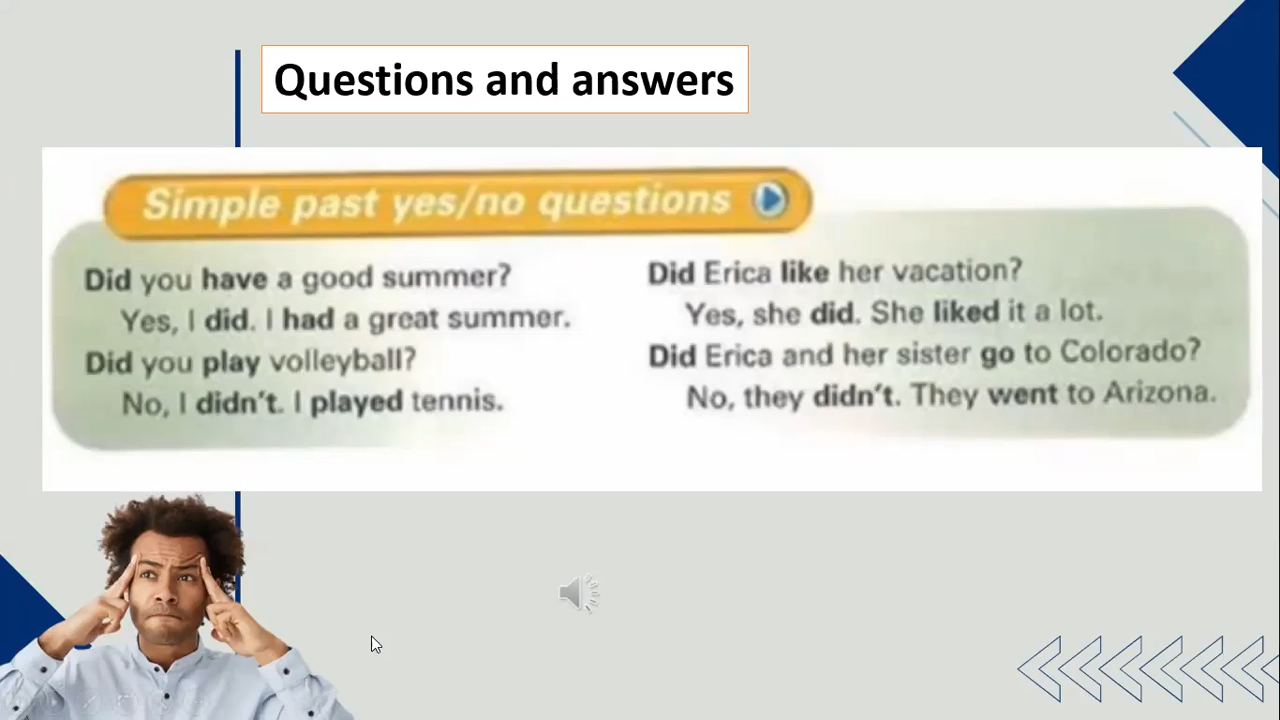 Questions and answers
Simple past yes/no questions
Did you have a good summer?
Yes, I did. I had a great summer.
Did you play volleyball?
No, I didn't. I played tennis.
Did Erica like her vacation?
Yes, she did. She liked it a lot.
Did Erica and her sister go to Colorado?
No, they didn't. They went to Arizona.